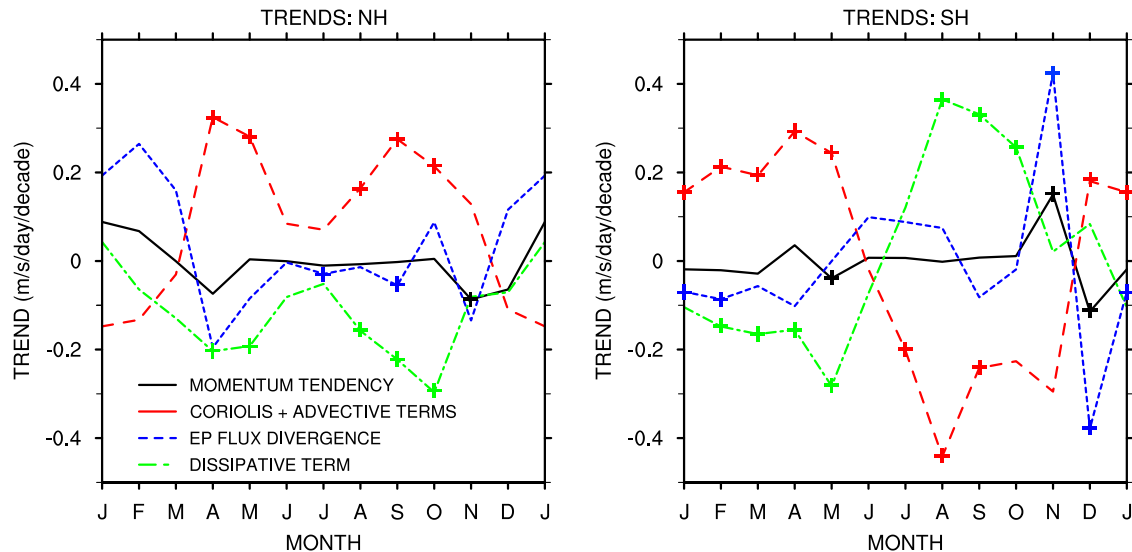 TRENDS: NH
TREND (m/s/day/decade)
0.4
0.2
0
-0.2
-0.4
MOMENTUM TENDENCY
CORIOLIS + ADVECTIVE TERMS
EP FLUX DIVERGENCE
DISSIPATIVE TERM
J F M A M J J A S O N D J
MONTH
TRENDS: SH
TREND (m/s/day/decade)
0.4
0.2
0
-0.2
-0.4
J F M A M J J A S O N D J
MONTH